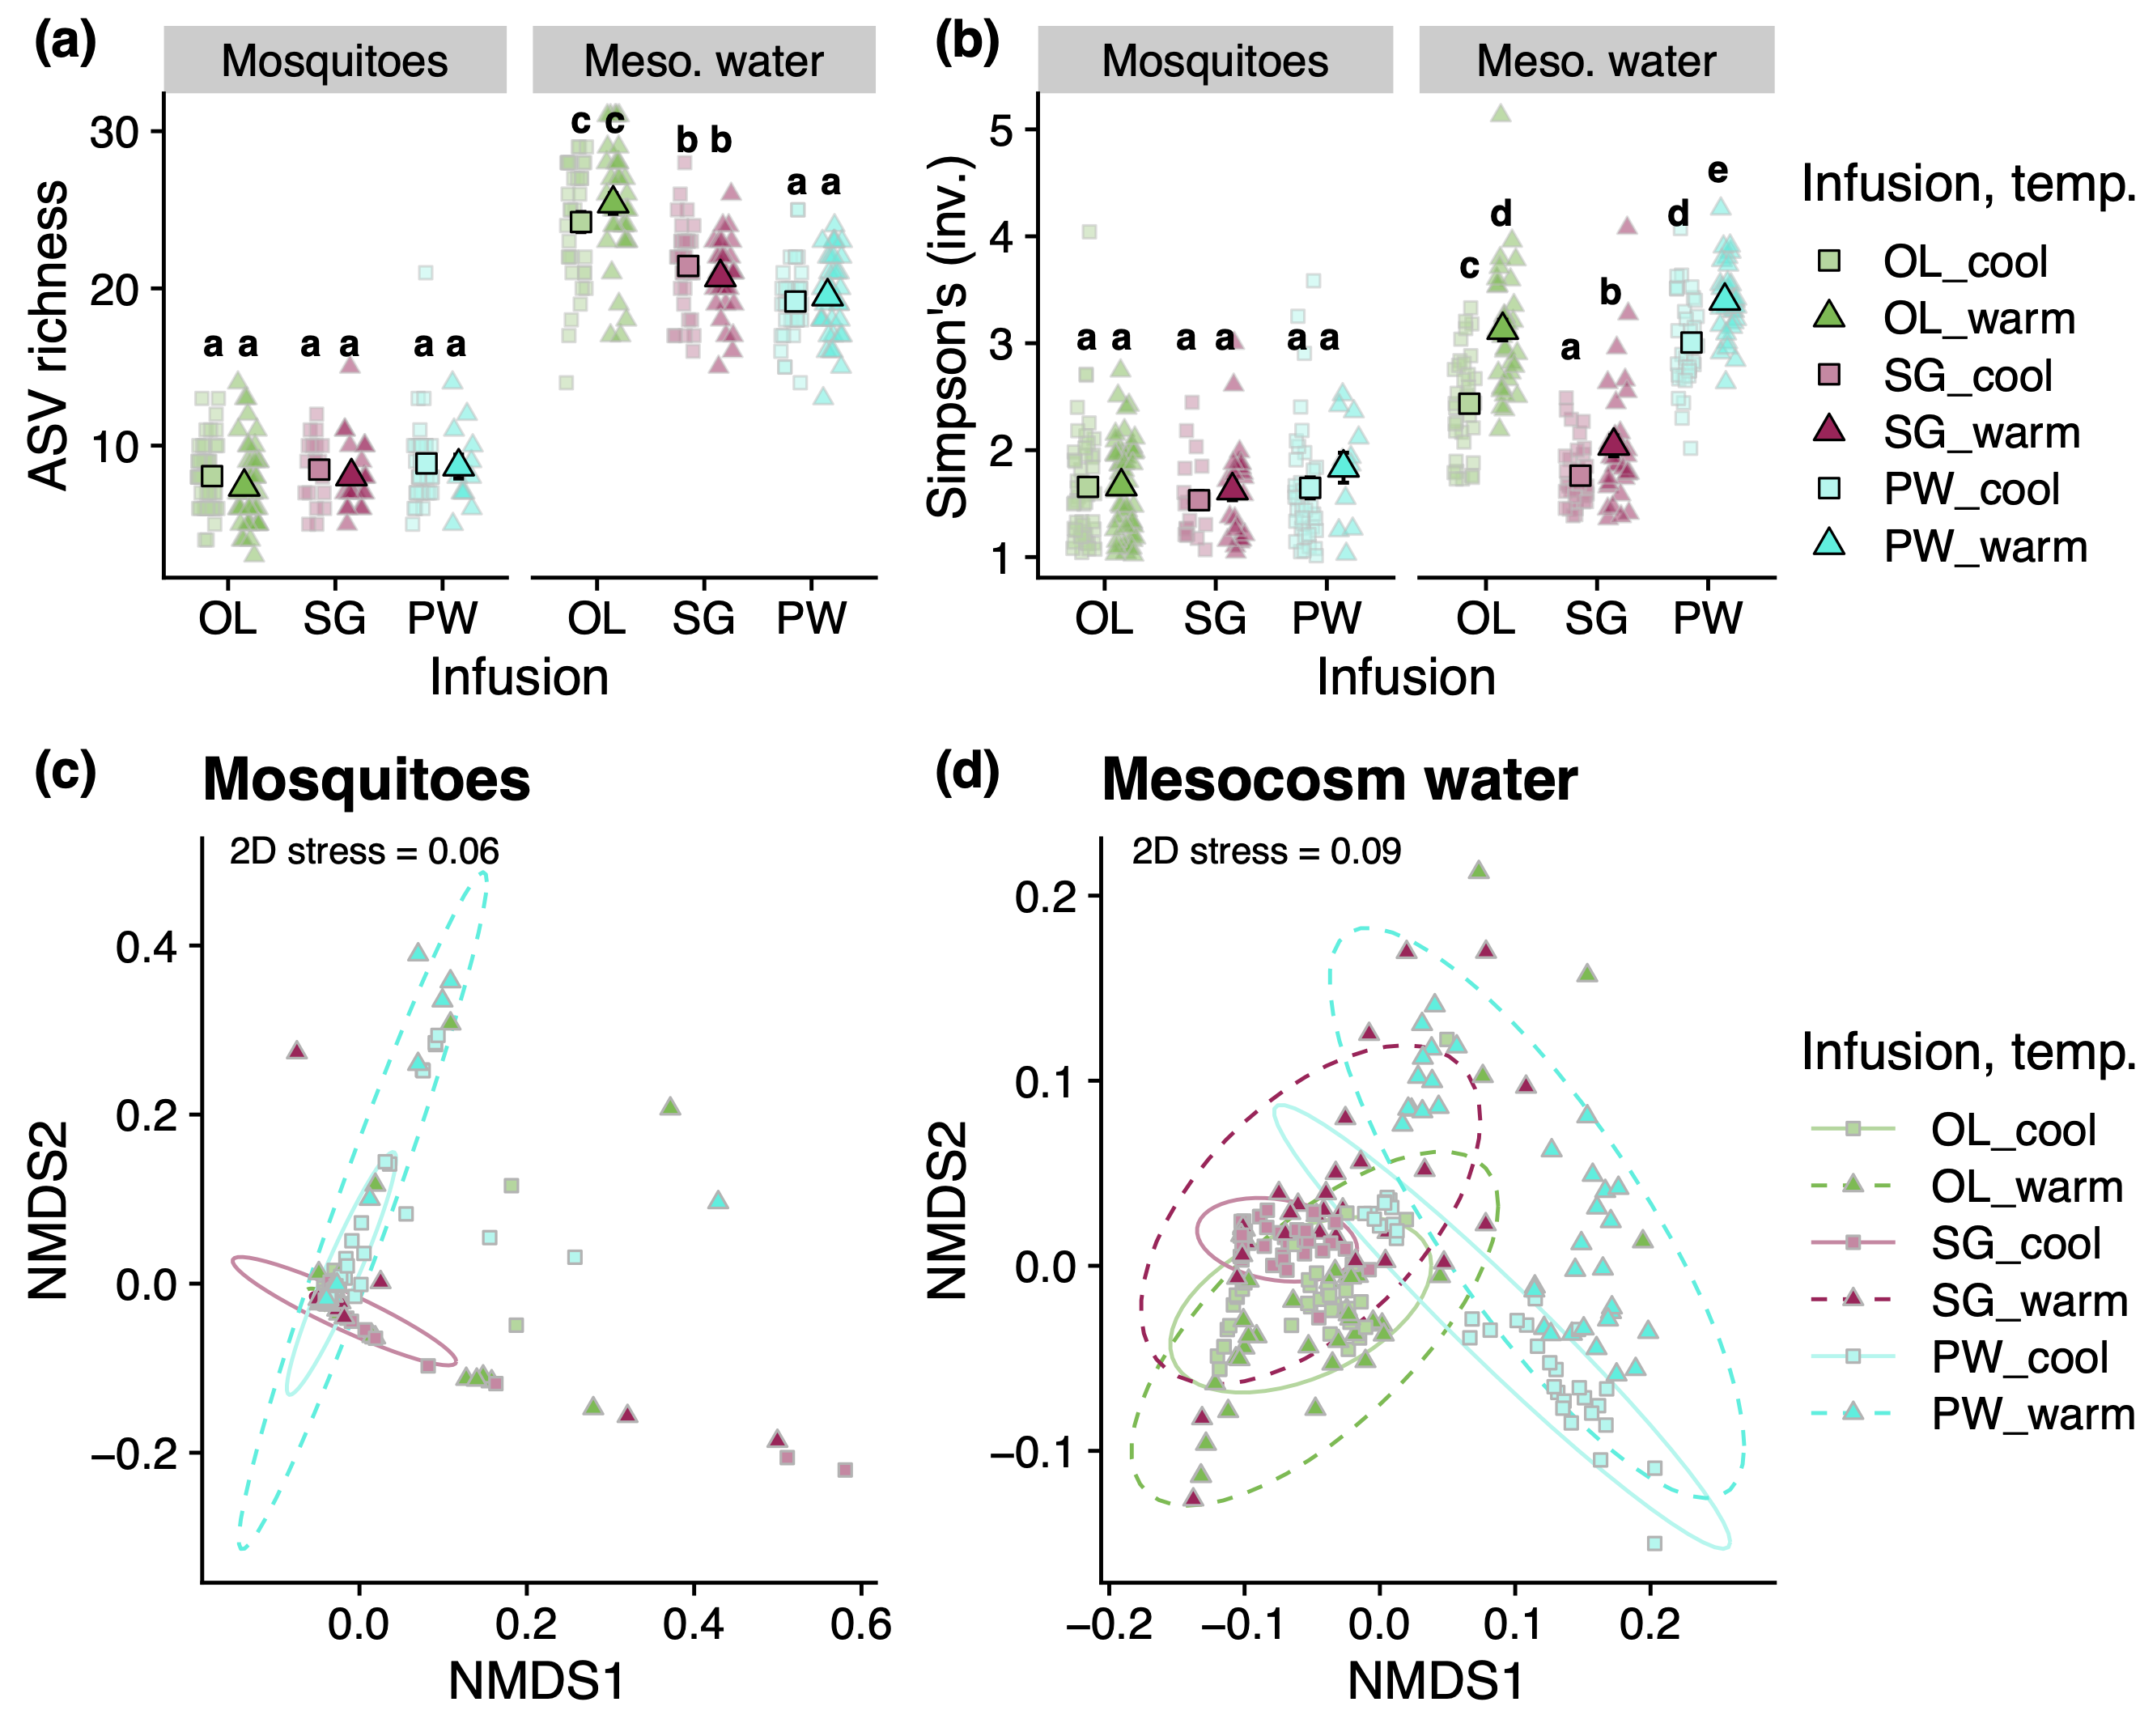 (a)
Mosquitoes
Meso. water
ASV richness
30
20
10
a a a a a a
c c b b a a
OL SG PW
OL SG PW
Infusion
(b)
Mosquitoes
Meso. water
Simpson's (inv.)
5
4
3
2
1
a a a a a a
c d a b d e
OL SG PW
OL SG PW
Infusion
Infusion, temp.
OL_cool
OL_warm
SG_cool
SG_warm
PW_cool
PW_warm
(c)
Mosquitoes
2D stress = 0.06
NMDS2
0.4
0.2
0.0
−0.2
0.0 0.2 0.4 0.6
NMDS1
(d)
Mesocosm water
2D stress = 0.09
NMDS2
0.2
0.1
0.0
−0.1
−0.2 −0.1 0.0 0.1 0.2
NMDS1
Infusion, temp.
OL_cool
OL_warm
SG_cool
SG_warm
PW_cool
PW_warm